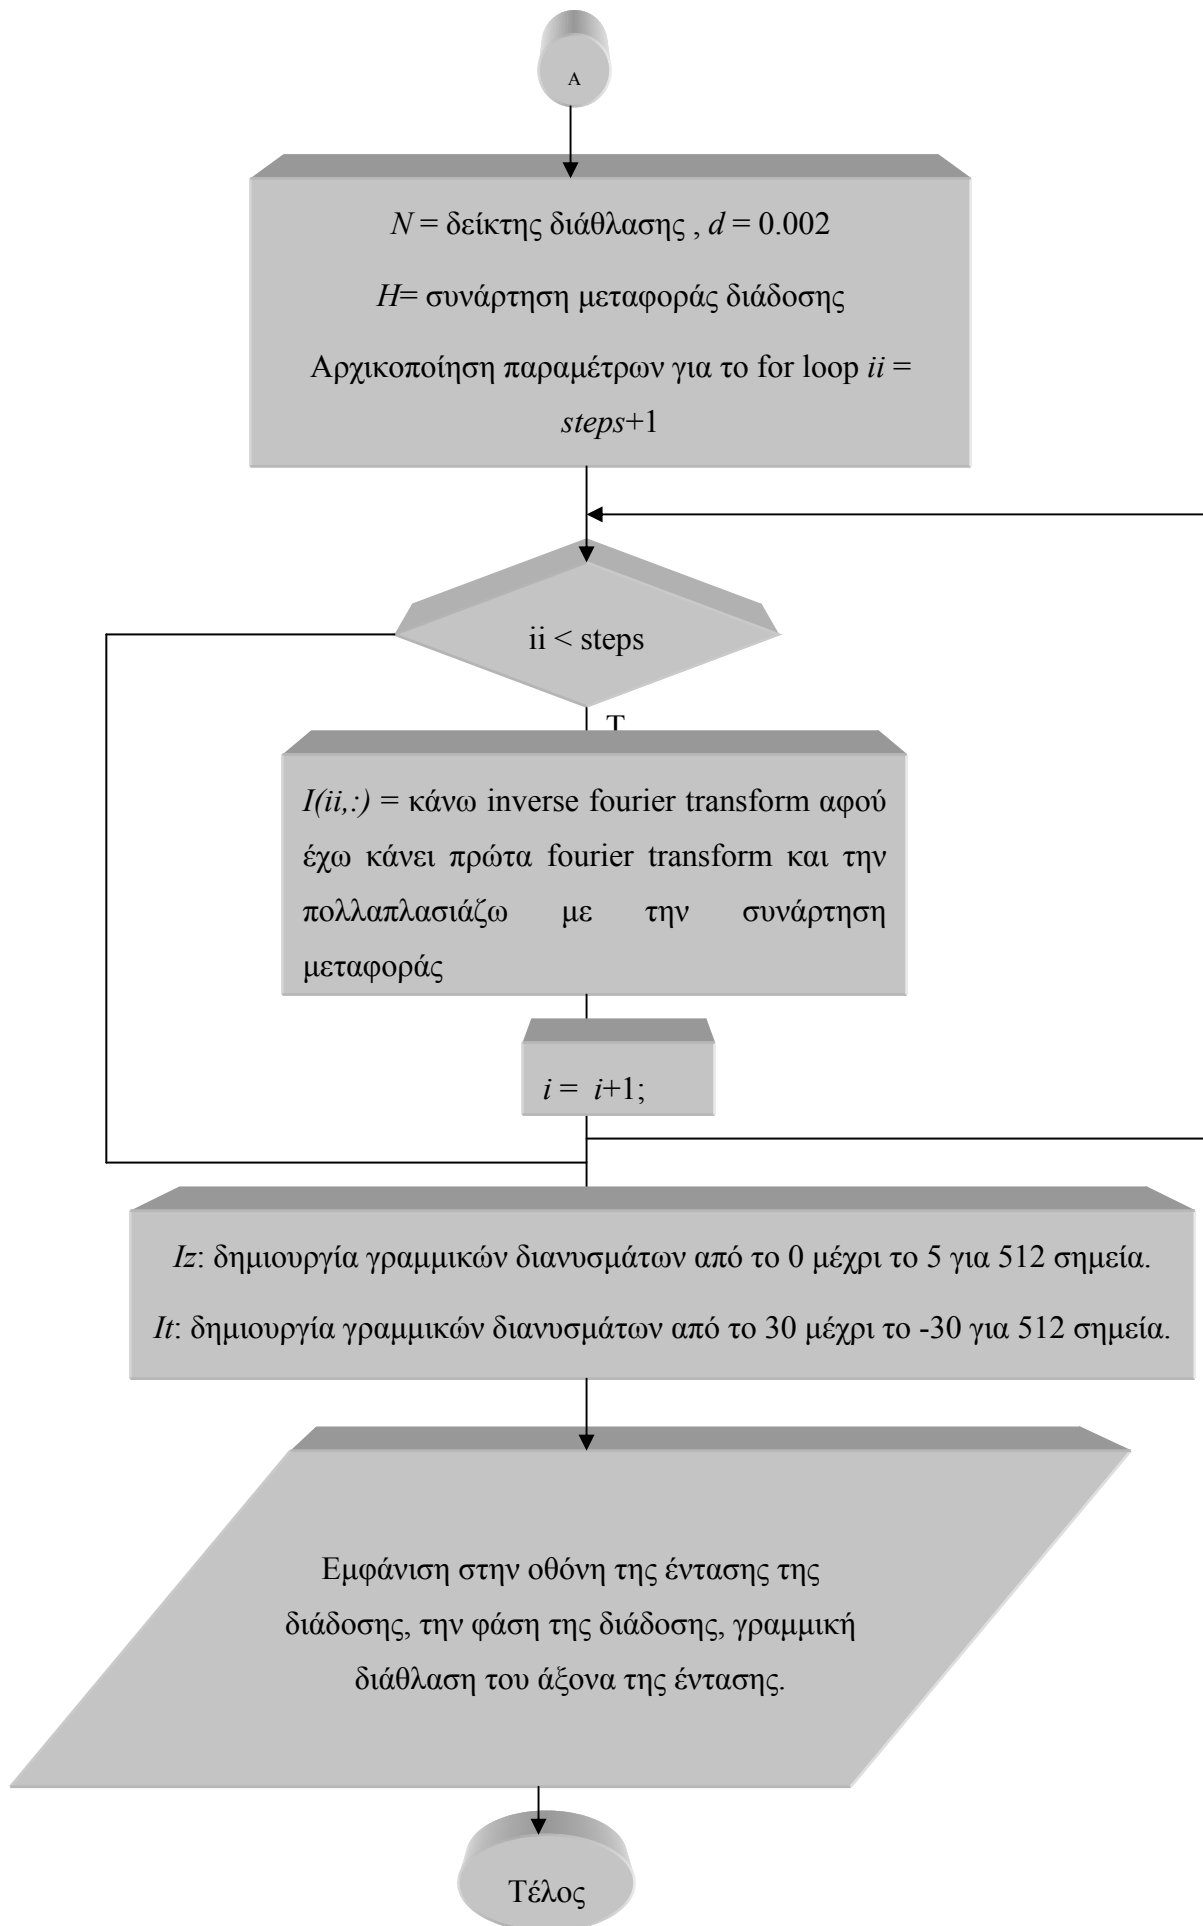 A
N = δείκτης διάθλασης , d = 0.002
H= συνάρτηση μεταφοράς διάδοσης
Αρχικοποίηση παραμέτρων για το for loop ii =
steps+1
ii < steps
T
I(ii,:) = κάνω inverse fourier transform αφού
έχω κάνει πρώτα fourier transform και την
πολλαπλασιάζω με την συνάρτηση
μεταφοράς
i = i+1;
Iz: δημιουργία γραμμικών διανυσμάτων από το 0 μέχρι το 5 για 512 σημεία.
It: δημιουργία γραμμικών διανυσμάτων από το 30 μέχρι το -30 για 512 σημεία.
Εμφάνιση στην οθόνη της έντασης της
διάδοσης, την φάση της διάδοσης, γραμμική
διάθλαση του άξονα της έντασης.
Τέλος